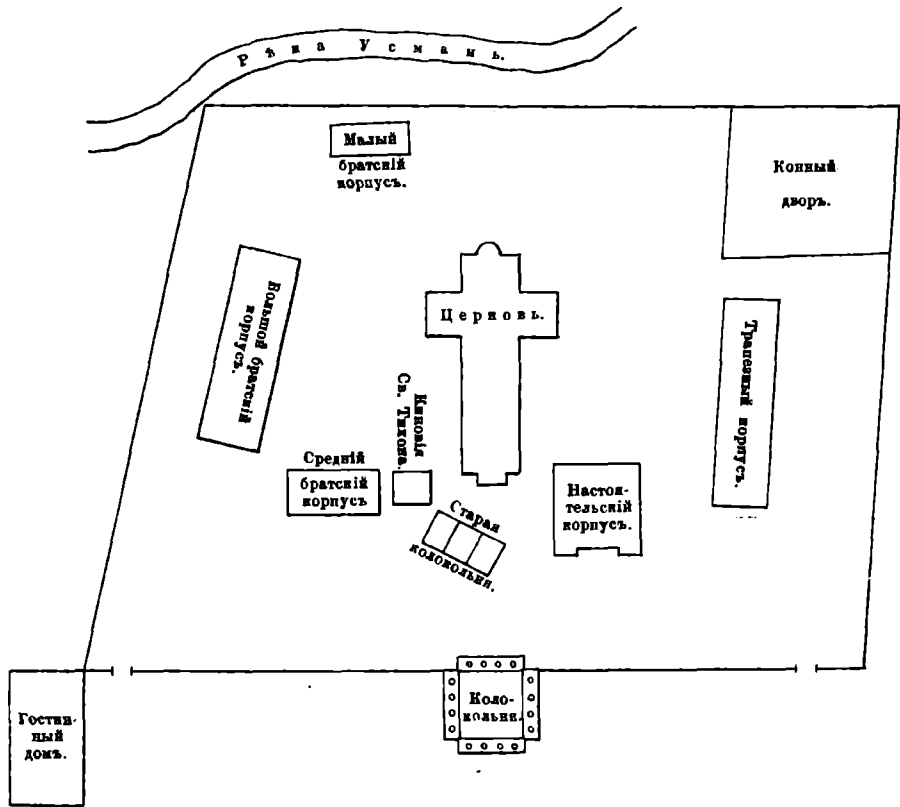 Рѣка Усмань.
Малый
братскій
корпусъ.
Конный
дворъ.
Большой братскій
корпусъ.
Церковь.
Трапезный корпусъ.
Киновія
Св. Тихона.
Средній
братскій
корпусъ
Старая
колокольня.
Настоя-
тельскій
корпусъ.
Коло-
кольня.
Гостин-
ный
домъ.